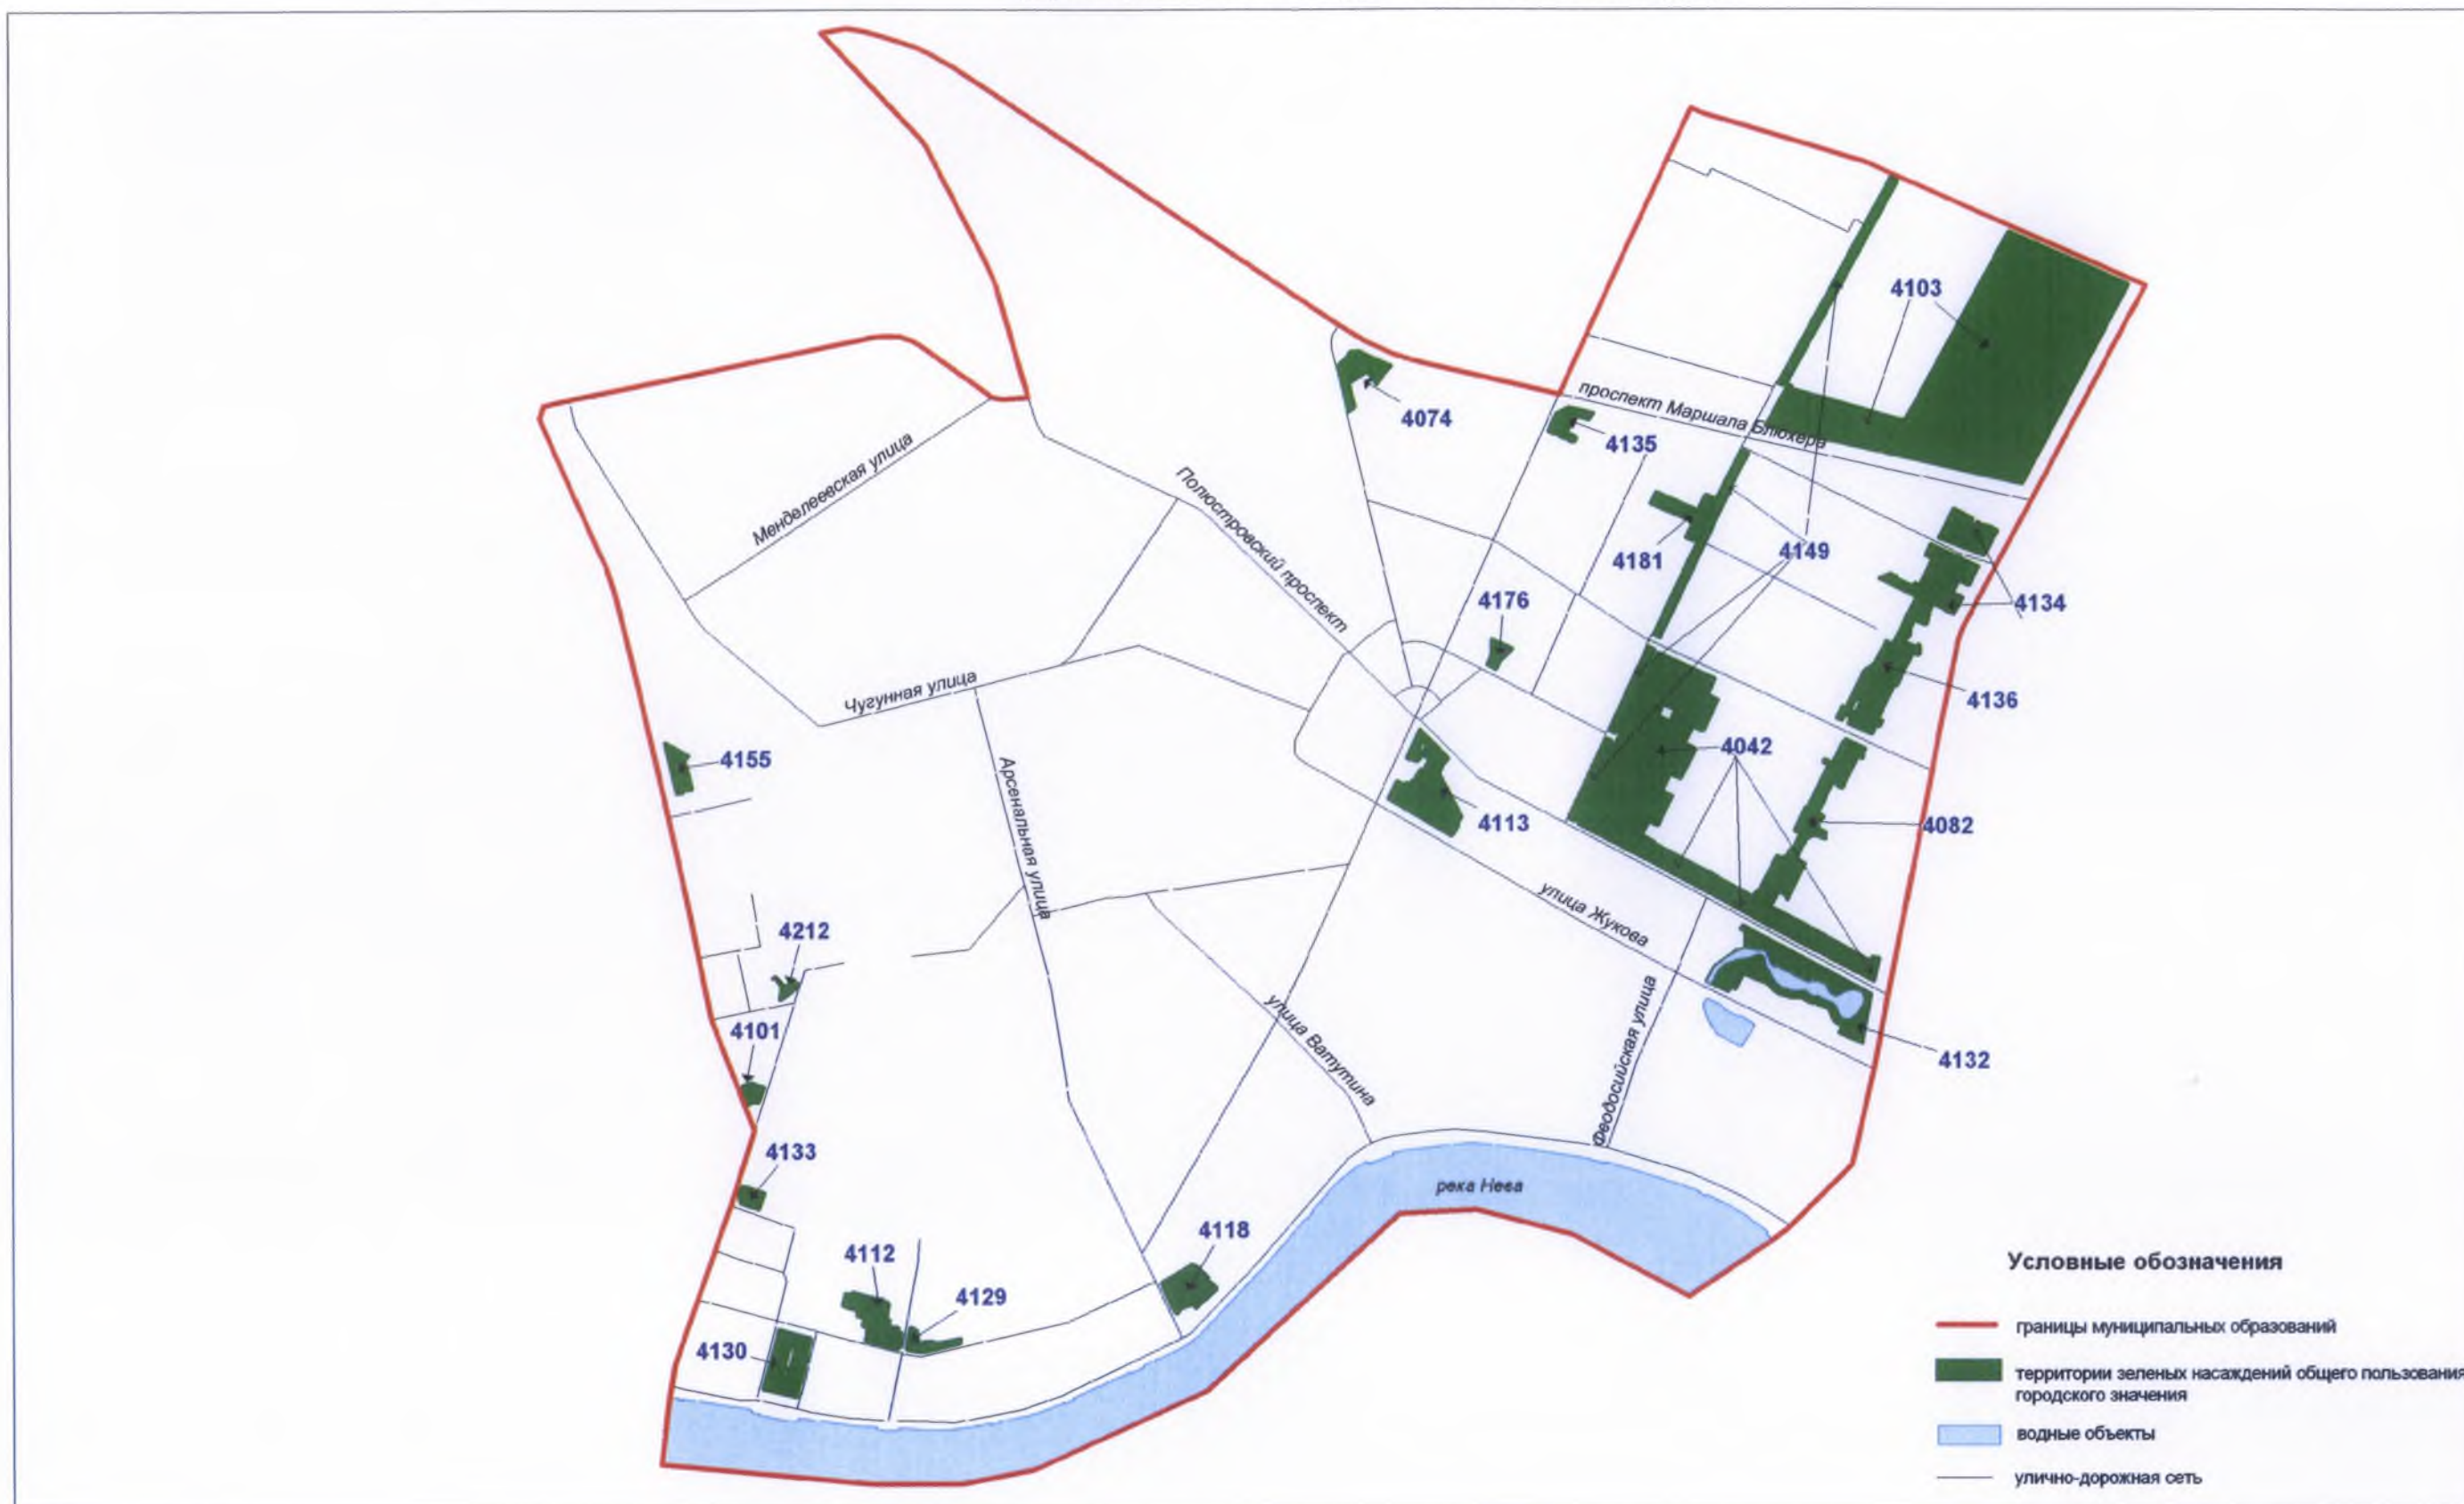 4103
проспект Маршала Блюхера
4074
4135
Менделеевская улица
Полюстровский проспект
4181
4149
4176
4134
Чугунная улица
4136
4155
4042
Арсенальная улица
4113
4082
улица Жукова
4212
улица Ватутина
Феодосийская улица
4101
4132
4133
река Нева
4112
4118
4129
4130
Условные обозначения
границы муниципальных образований
территории зеленых насаждений общего пользования
городского значения
водные объекты
улично-дорожная сеть